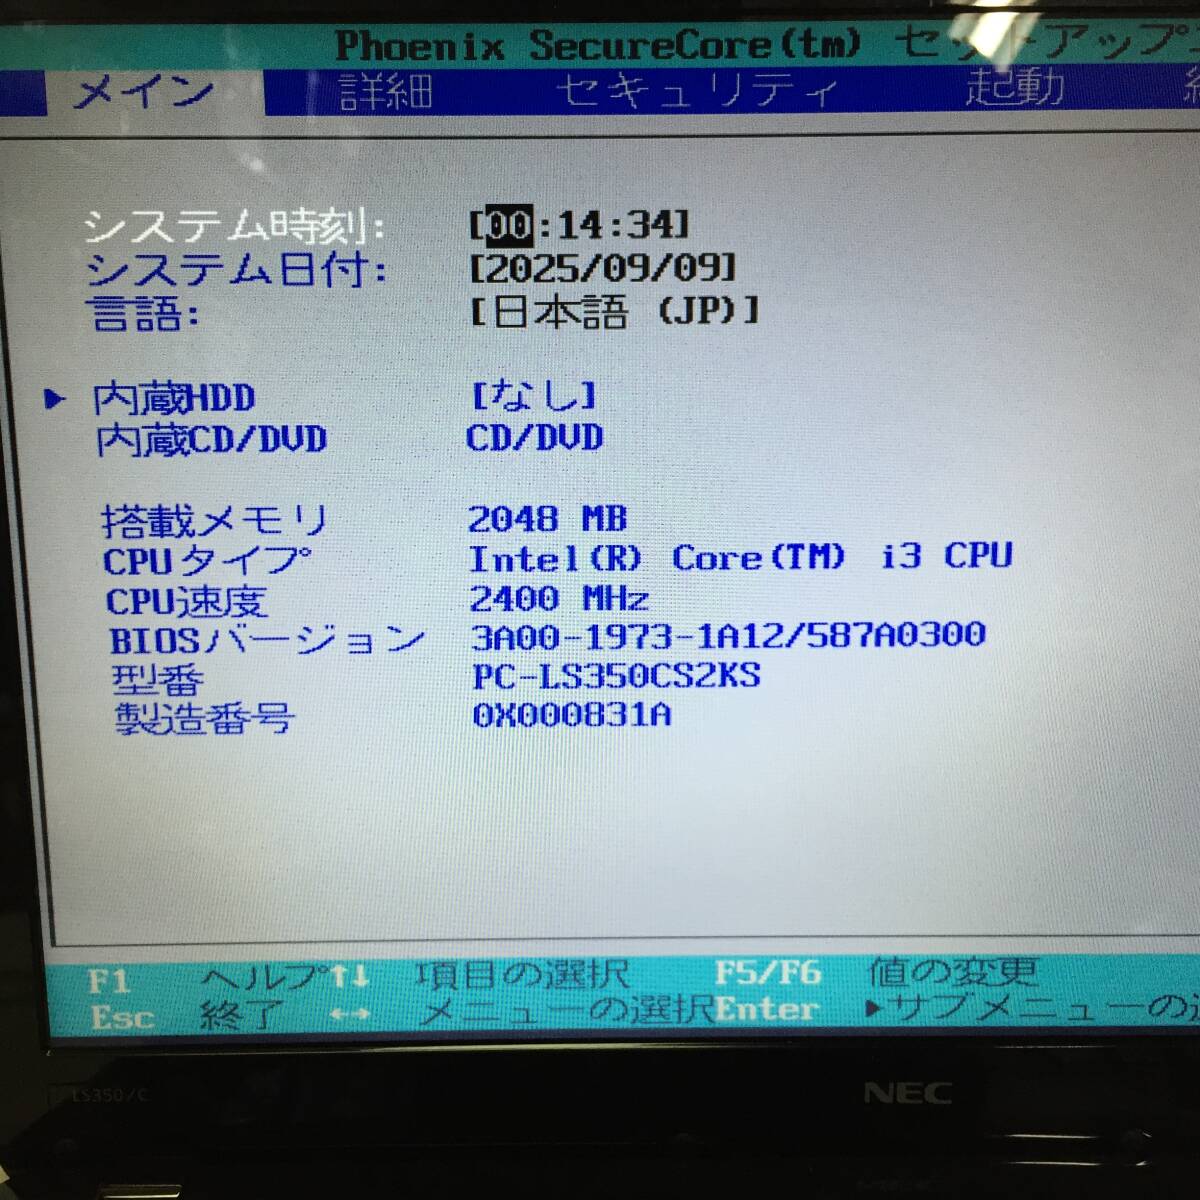 Phoenix SecureCore(tm) セットアップ
メイン 詳細 セキュリティ 起動
システム時刻: [00:14:34]
システム日付: [2025/09/09]
言語: [日本語 (JP)]
▶ 内蔵HDD [なし]
内蔵CD/DVD CD/DVD
搭載メモリ 2048 MB
CPUタイプ Intel(R) Core(TM) i3 CPU
CPU速度 2400 MHz
BIOSバージョン 3A00-1973-1A12/587A0300
型番 PC-LS350CS2KS
製造番号 0X000831A
F1 ヘルプ ↑↓ 項目の選択 F5/F6 値の変更
Esc 終了 ←→ メニューの選択 Enter ▶サブメニューの
LS350/C NEC